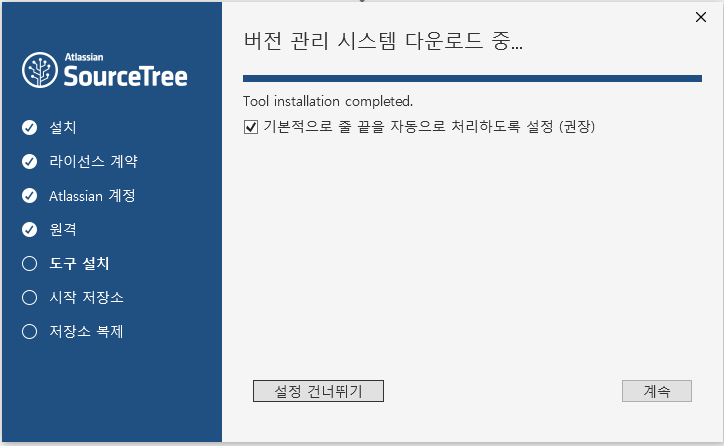 Atlassian
SourceTree
설치
라이선스 계약
Atlassian 계정
원격
도구 설치
시작 저장소
저장소 복제
버전 관리 시스템 다운로드 중...
Tool installation completed.
기본적으로 줄 끝을 자동으로 처리하도록 설정 (권장)
설정 건너뛰기
계속